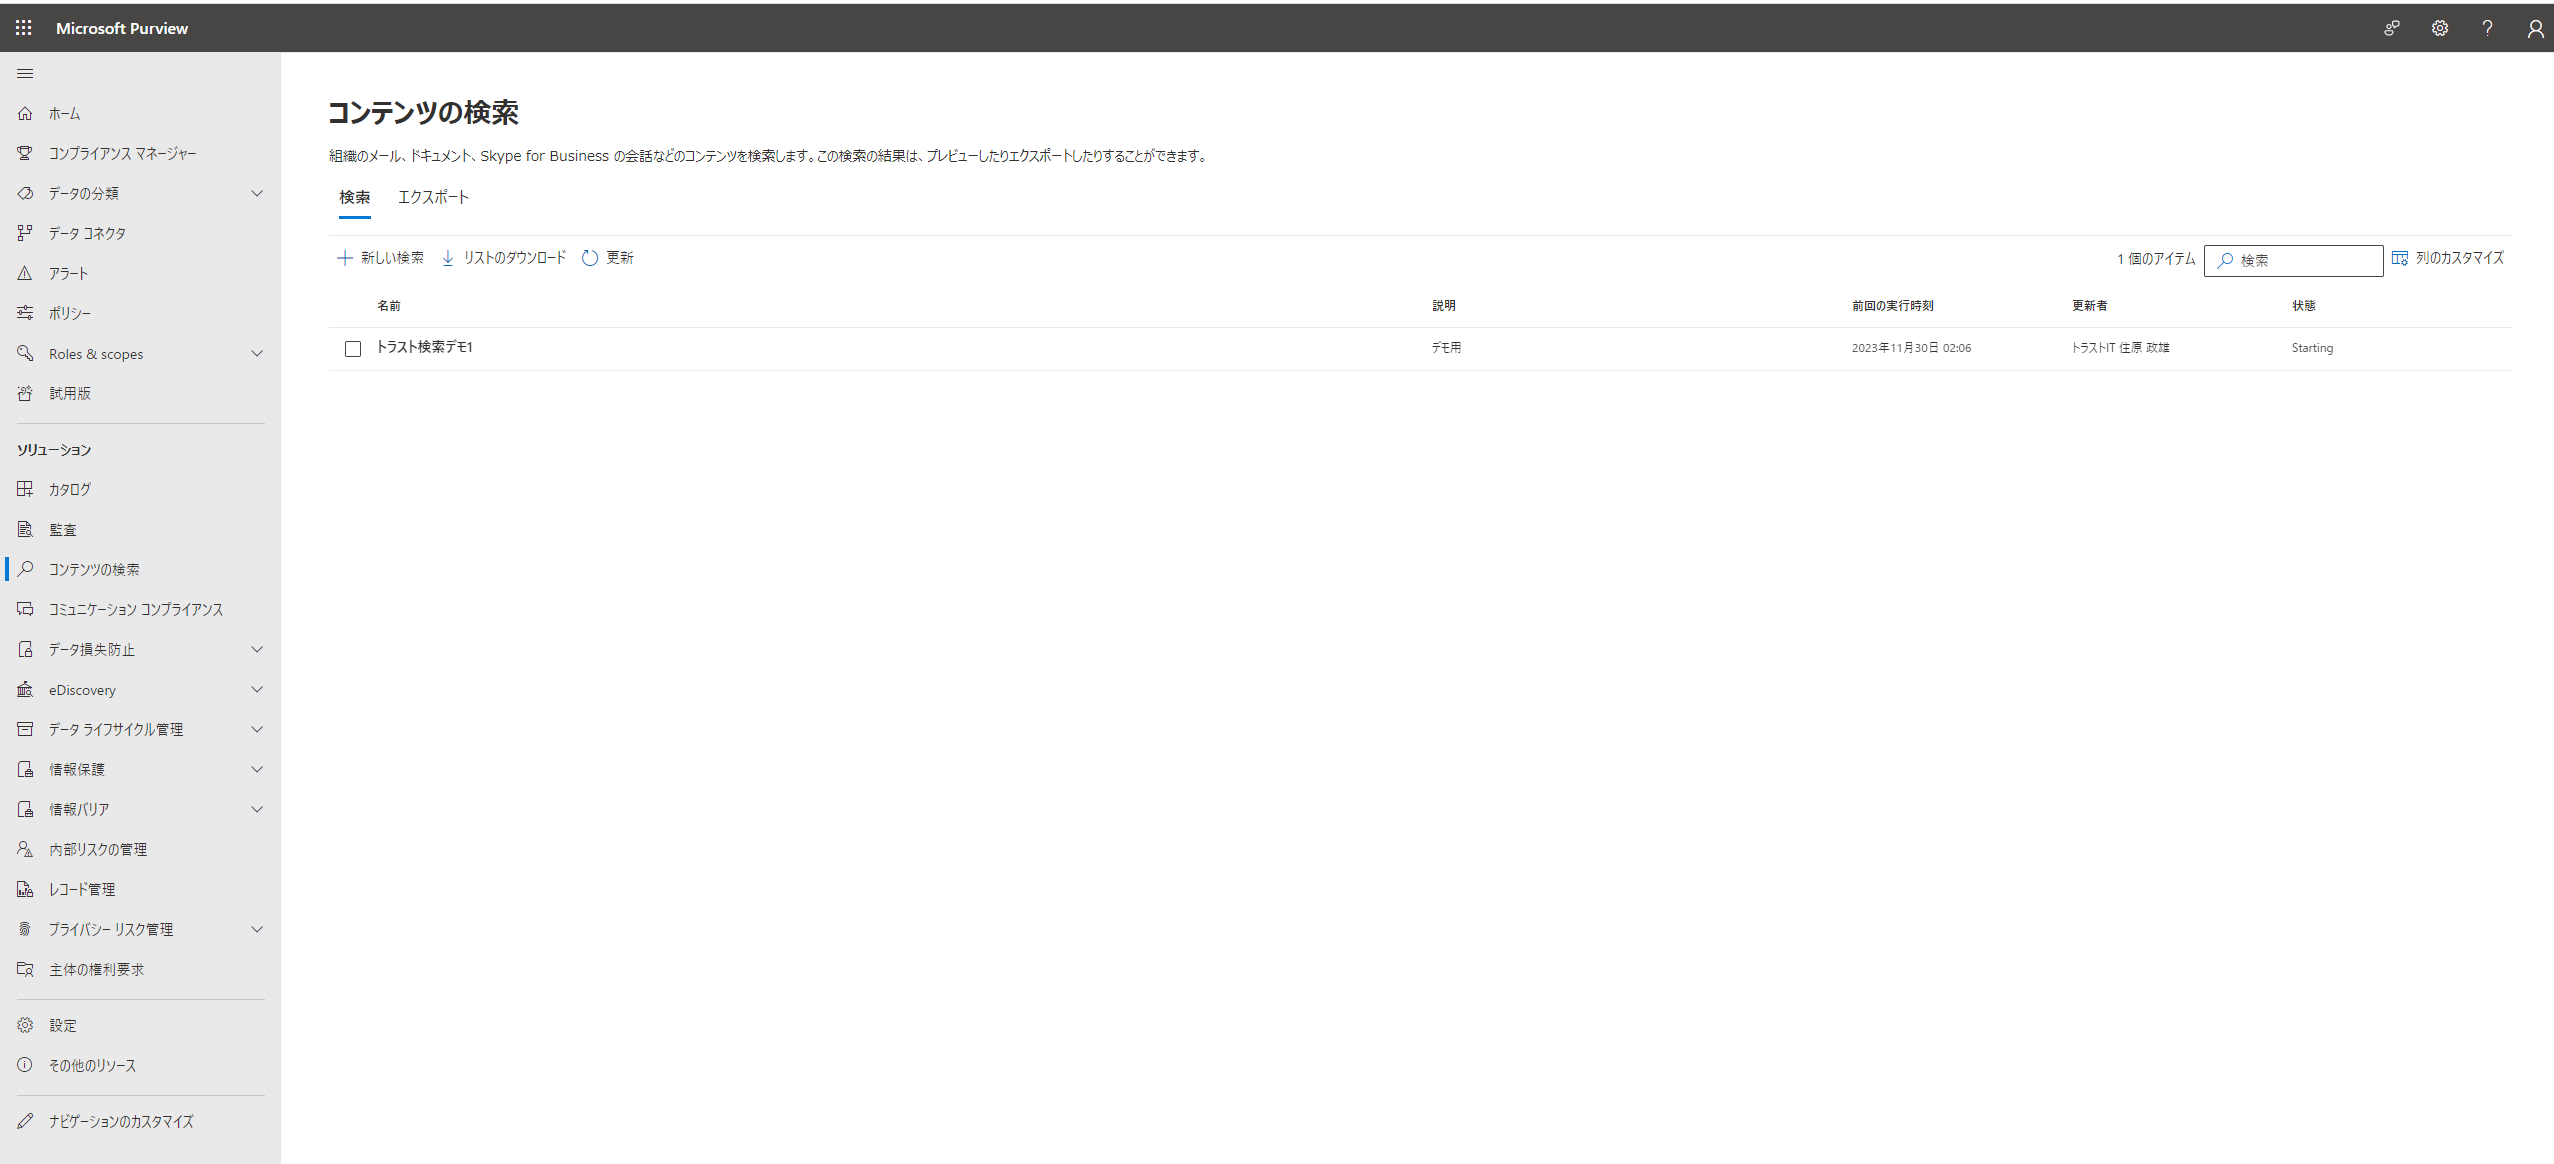 Microsoft Purview
ホーム
コンプライアンス マネージャー
データの分類
データ コネクタ
アラート
ポリシー
Roles & scopes
試用版
ソリューション
カタログ
監査
コンテンツの検索
コミュニケーション コンプライアンス
データ損失防止
eDiscovery
データ ライフサイクル管理
情報保護
情報バリア
内部リスクの管理
レコード管理
プライバシー リスク管理
主体の権利要求
設定
その他のリソース
ナビゲーションのカスタマイズ
コンテンツの検索
組織のメール、ドキュメント、Skype for Business の会話などのコンテンツを検索します。この検索の結果は、プレビューしたりエクスポートしたりすることができます。
検索 エクスポート
新しい検索 リストのダウンロード 更新 1 個のアイテム 検索 列のカスタマイズ
名前 説明 前回の実行時刻 更新者 状態
トラスト検索デモ1 デモ用 2023年11月30日 02:06 トラストIT 住原 政雄 Starting